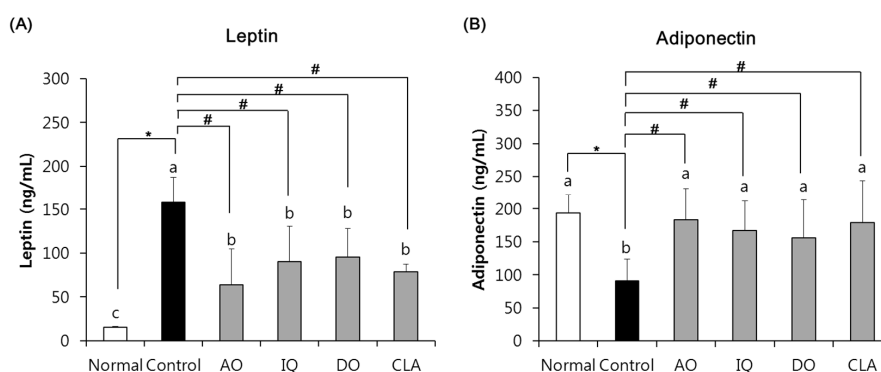 (A)
Leptin
Leptin (ng/mL)
300
250
200
150
100
50
0
#
#
#
#
*
c
a
b
b
b
b
Normal Control AO IQ DO CLA
(B)
Adiponectin
Adiponectin (ng/mL)
400
350
300
250
200
150
100
50
0
#
#
#
#
*
a
b
a
a
a
a
Normal Control AO IQ DO CLA